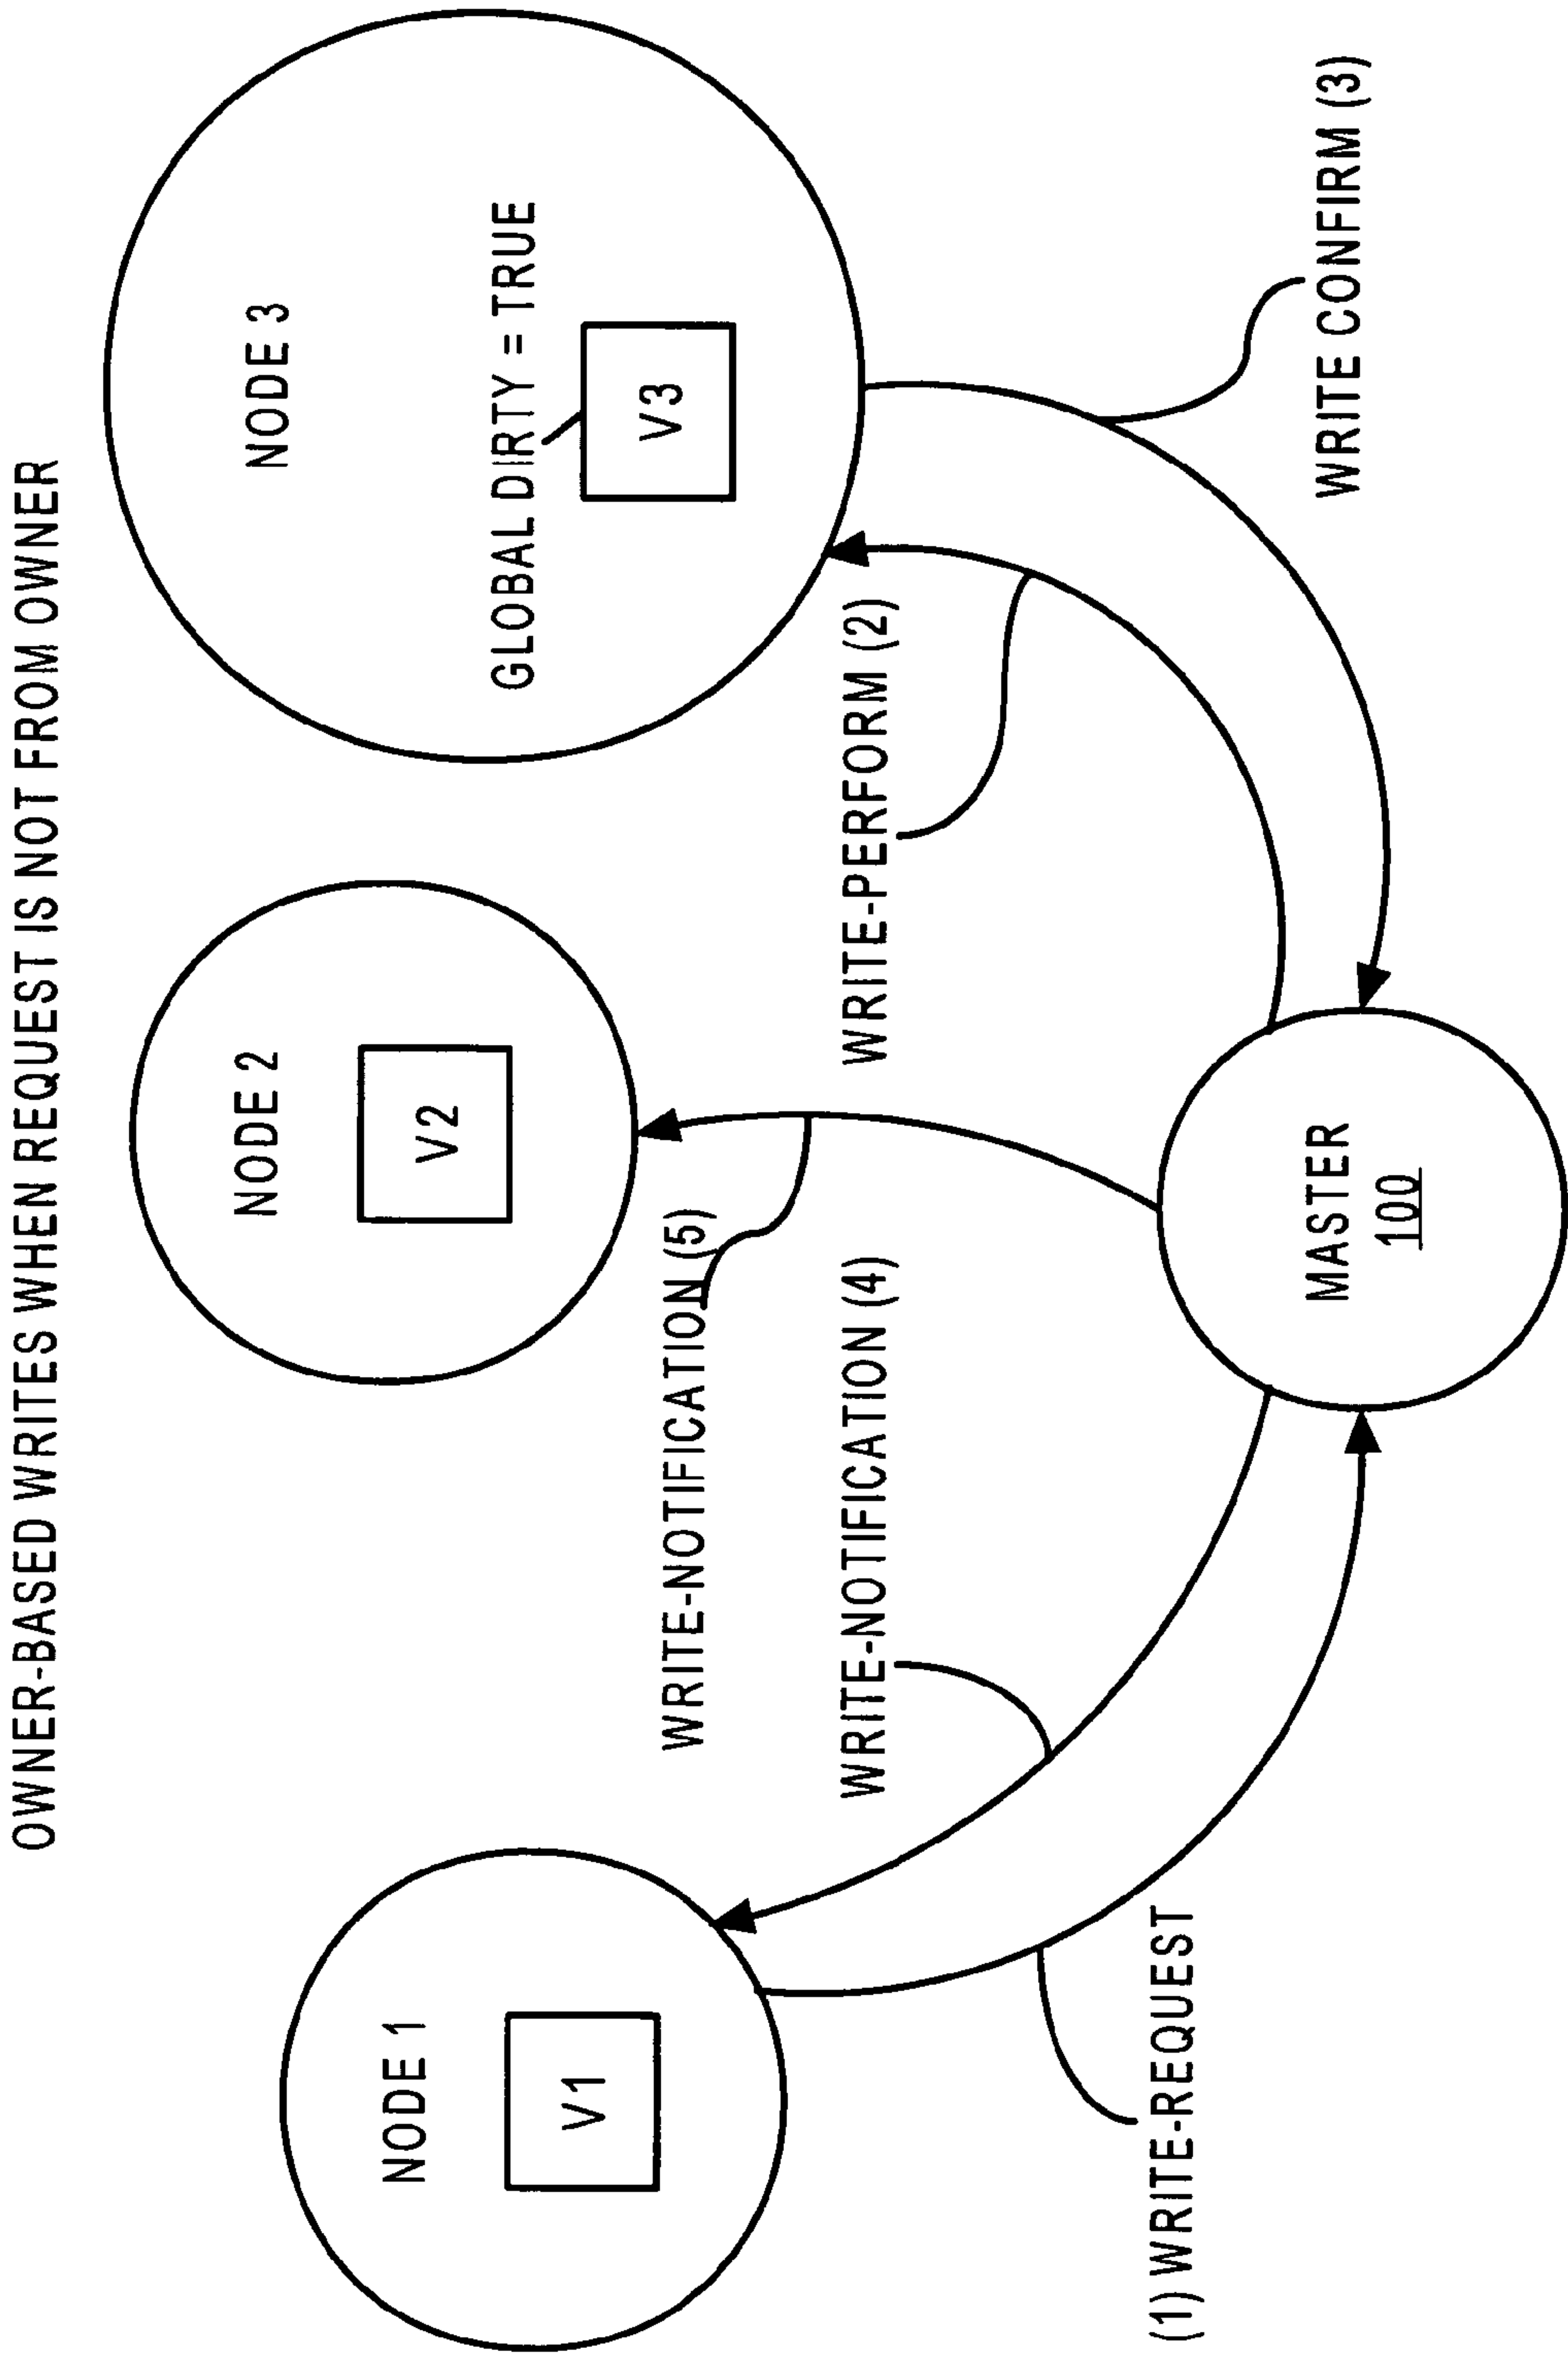 OWNER-BASED WRITES WHEN REQUEST IS NOT FROM OWNER
NODE 1
V1
NODE 2
V2
NODE 3
GLOBAL DIRTY = TRUE
V3
WRITE-NOTIFICATION (5)
WRITE-NOTIFICATION (4)
WRITE-PERFORM (2)
(1) WRITE-REQUEST
MASTER
100
WRITE CONFIRM (3)